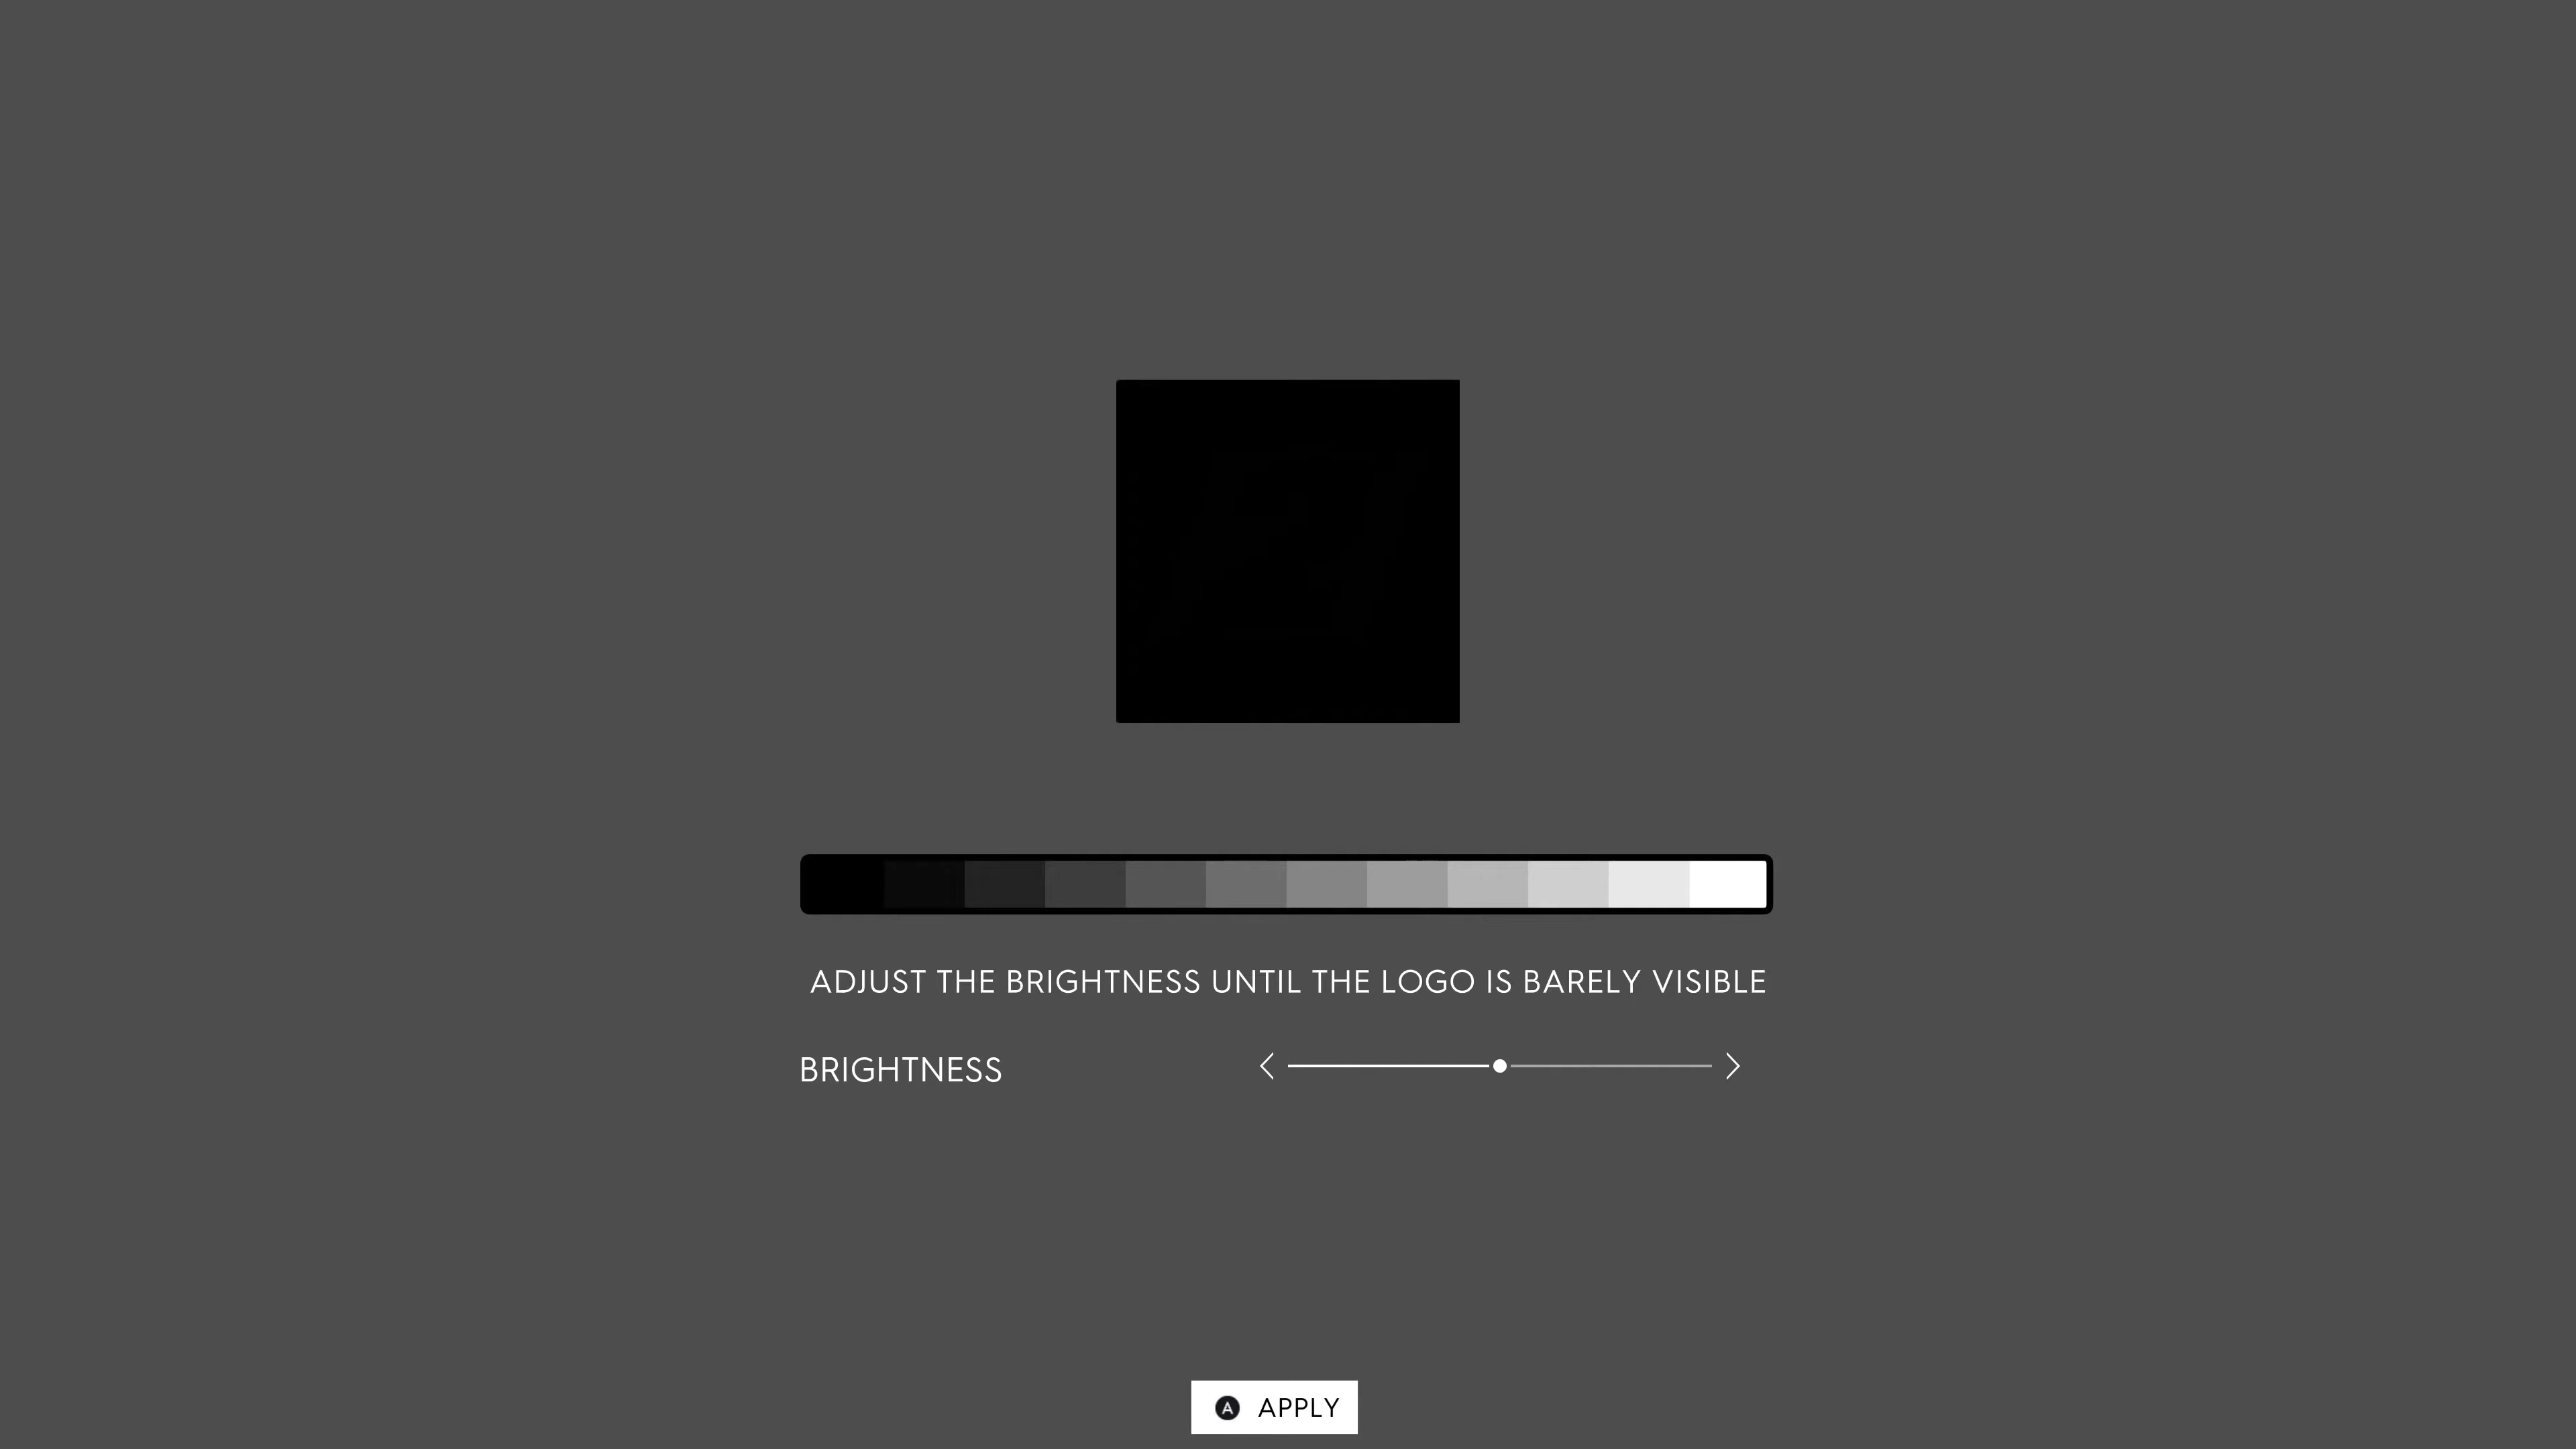 ADJUST THE BRIGHTNESS UNTIL THE LOGO IS BARELY VISIBLE
BRIGHTNESS
A APPLY